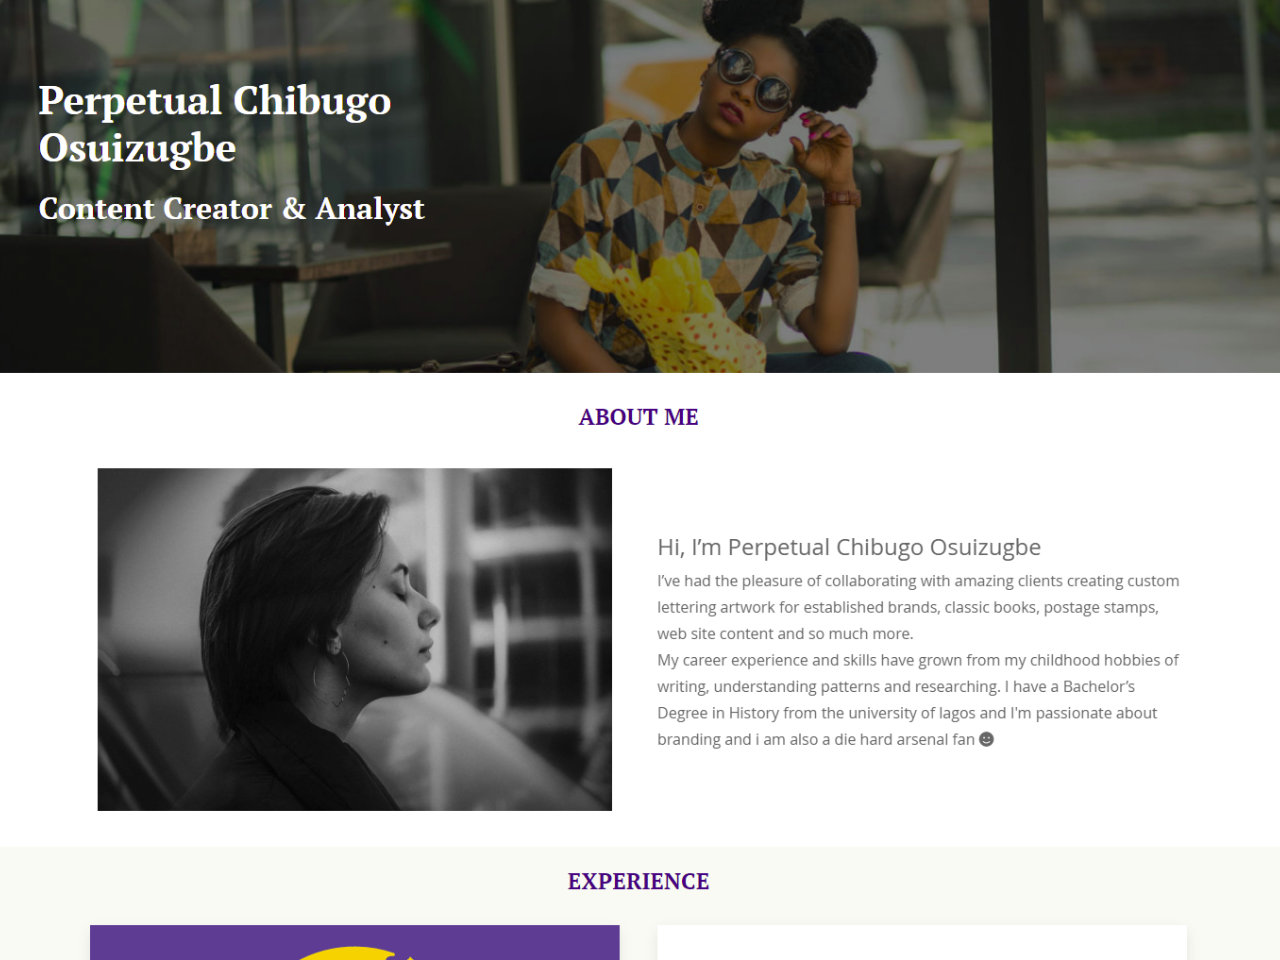 Perpetual Chibugo
Osuizugbe
Content Creator & Analyst
ABOUT ME
Hi, I’m Perpetual Chibugo Osuizugbe
I’ve had the pleasure of collaborating with amazing clients creating custom
lettering artwork for established brands, classic books, postage stamps,
web site content and so much more.
My career experience and skills have grown from my childhood hobbies of
writing, understanding patterns and researching. I have a Bachelor’s
Degree in History from the university of lagos and I'm passionate about
branding and i am also a die hard arsenal fan
EXPERIENCE